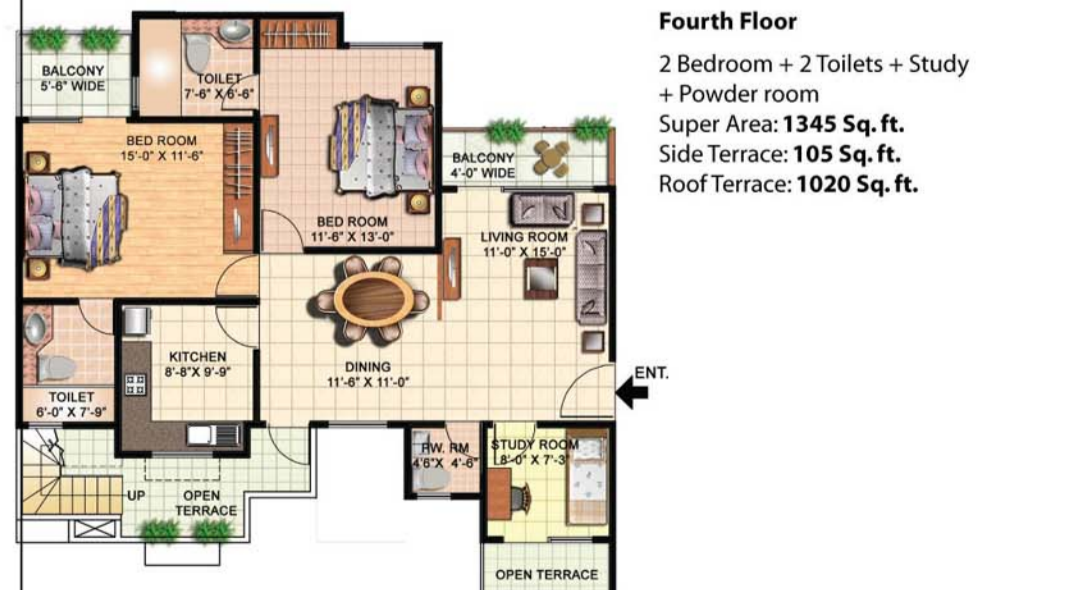 Fourth Floor
2 Bedroom + 2 Toilets + Study
+ Powder room
Super Area: 1345 Sq. ft.
Side Terrace: 105 Sq. ft.
Roof Terrace: 1020 Sq. ft.
BALCONY
5'-6" WIDE
TOILET
7'-6" X 6'-6"
BED ROOM
15'-0" X 11'-6"
BED ROOM
11'-6" X 13'-0"
BALCONY
4'-0" WIDE
LIVING ROOM
11'-0" X 15'-0"
KITCHEN
8'-8"X 9'-9"
DINING
11'-6" X 11'-0"
ENT.
TOILET
6'-0" X 7'-9"
PW. RM
4'6"X 4'-6"
STUDY ROOM
8'-0" X 7'-3"
UP
OPEN
TERRACE
OPEN TERRACE